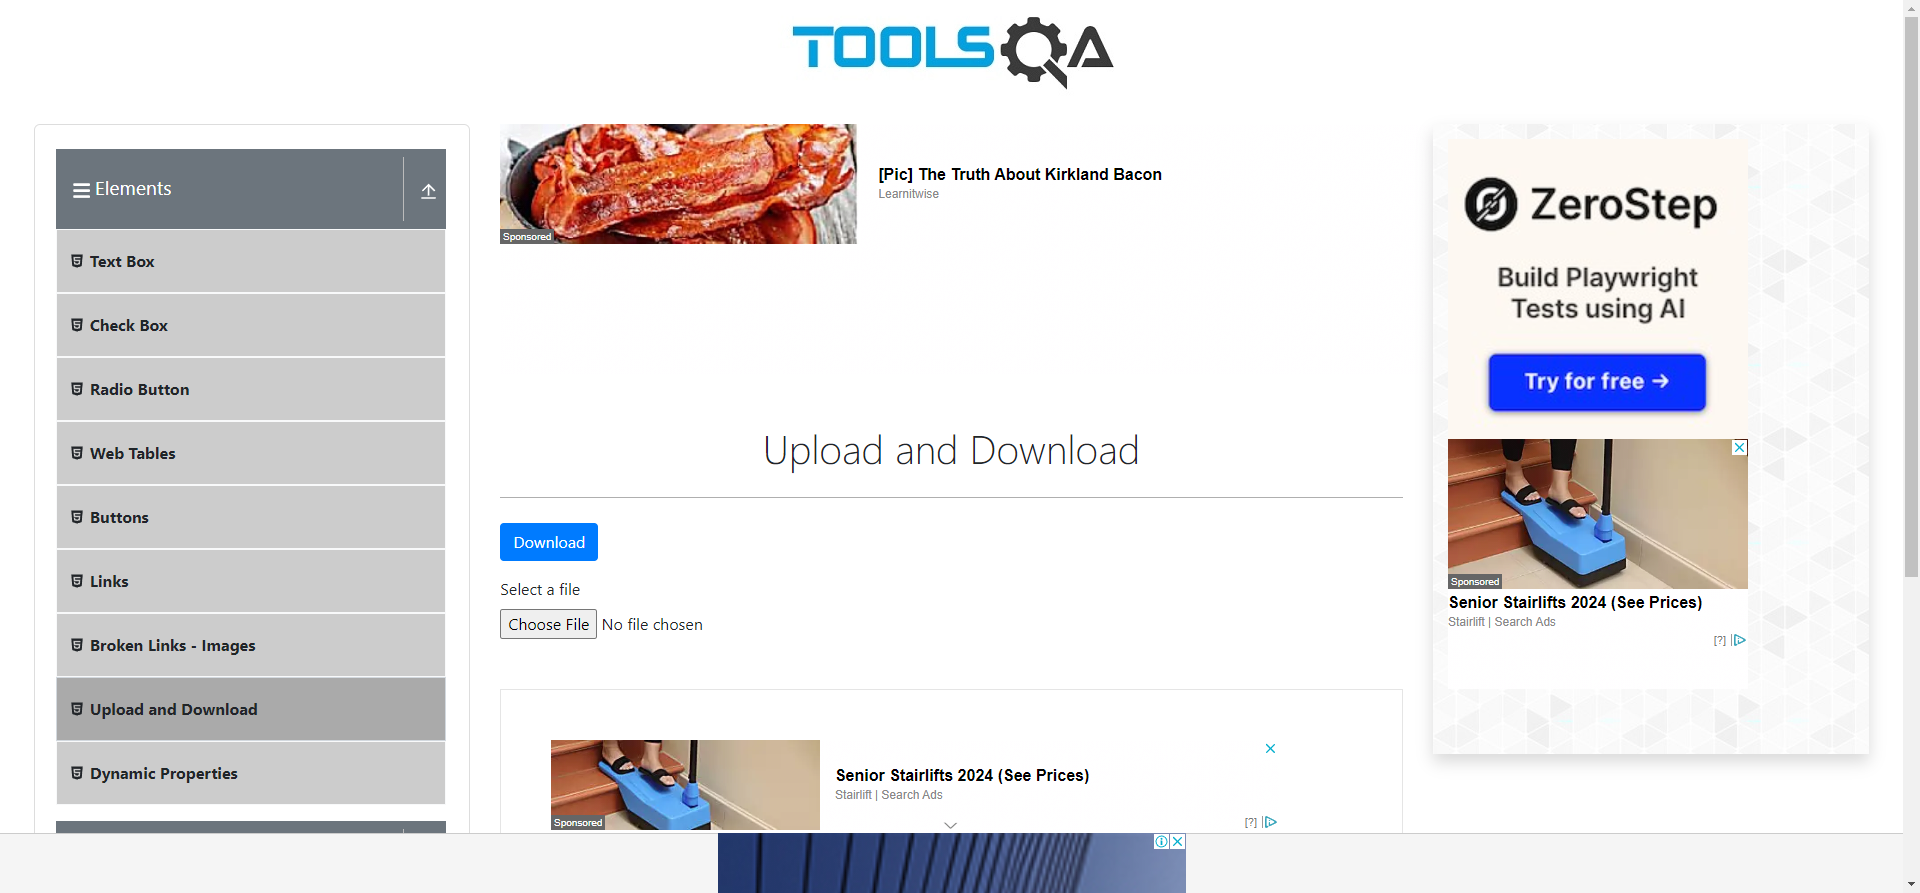 TOOLSQA
Elements
Text Box
Check Box
Radio Button
Web Tables
Buttons
Links
Broken Links - Images
Upload and Download
Dynamic Properties
Sponsored
[Pic] The Truth About Kirkland Bacon
Learnitwise
Upload and Download
Download
Select a file
Choose File No file chosen
Sponsored
Senior Stairlifts 2024 (See Prices)
Stairlift | Search Ads
[?]
ZeroStep
Build Playwright
Tests using AI
Try for free →
Sponsored
Senior Stairlifts 2024 (See Prices)
Stairlift | Search Ads
[?]